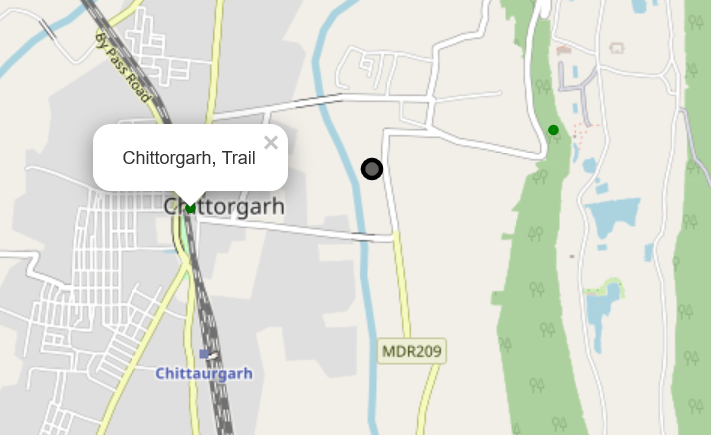 By Pass Road
×
Chittorgarh, Trail
Chittorgarh
MDR209
Chittaurgarh